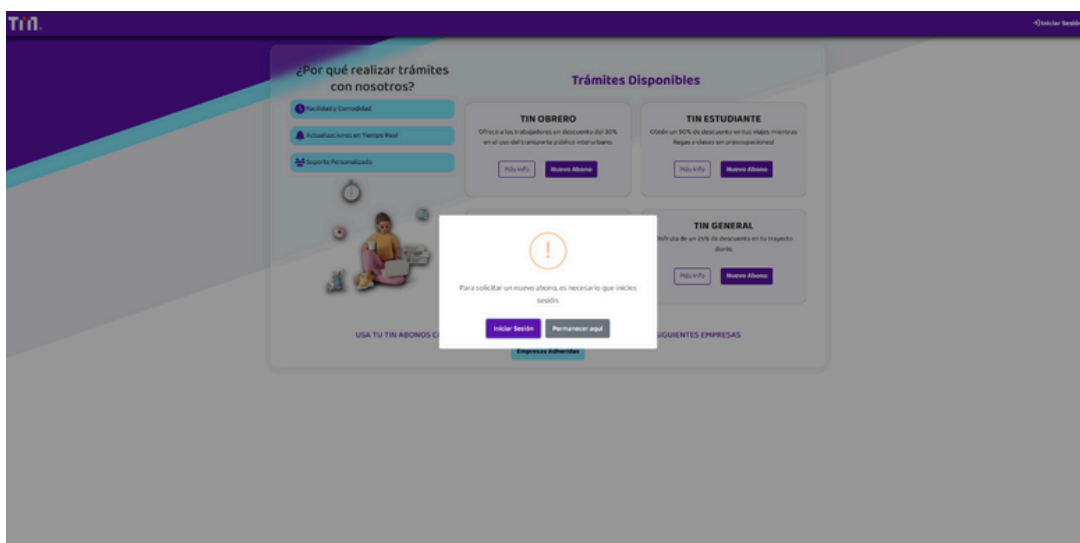 TIN.
Iniciar Sesión
¿Por qué realizar trámites
con nosotros?
Facilidad y Comodidad
Actualizaciones en Tiempo Real
Soporte Personalizado
Trámites Disponibles
TIN OBRERO
Ofrece a los trabajadores un descuento del 20%
en el uso del transporte público interurbano.
Más info
Nuevo Abono
TIN ESTUDIANTE
Obtén un 50% de descuento en tus viajes mientras
llegas a clases sin preocupaciones!
Más info
Nuevo Abono
TIN GENERAL
Disfruta de un 25% de descuento en tu trayecto
diario.
Más info
Nuevo Abono
Para solicitar un nuevo abono, es necesario que inicies
sesión.
Iniciar Sesión
Permanecer aquí
USA TU TIN ABONOS
SIGUIENTES EMPRESAS
Empresas Adheridas